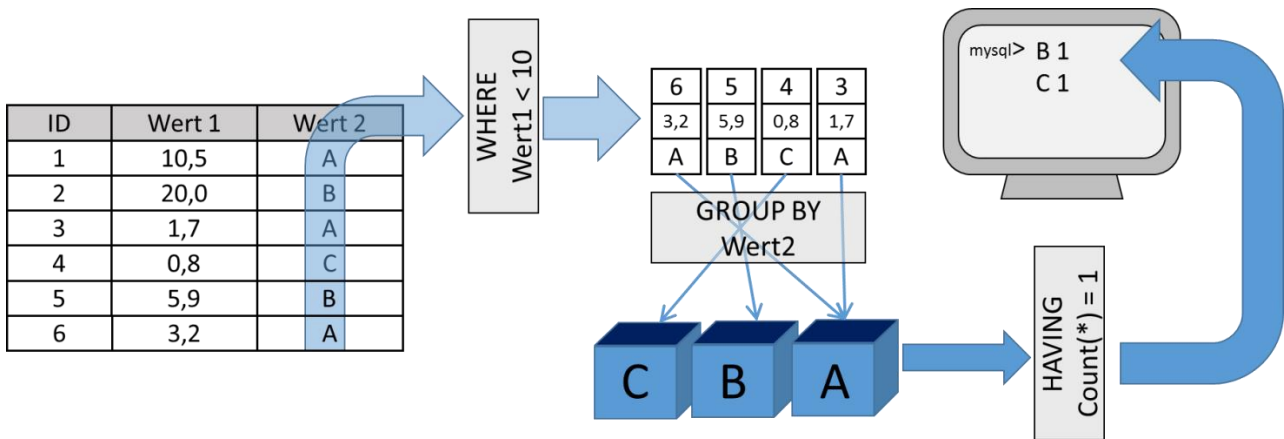 ID Wert 1 Wert 2
1 10,5 A
2 20,0 B
3 1,7 A
4 0,8 C
5 5,9 B
6 3,2 A
WHERE
Wert1 < 10
6 5 4 3
3,2 5,9 0,8 1,7
A B C A
GROUP BY
Wert2
C B A
HAVING
Count(*) = 1
mysql> B 1
C 1